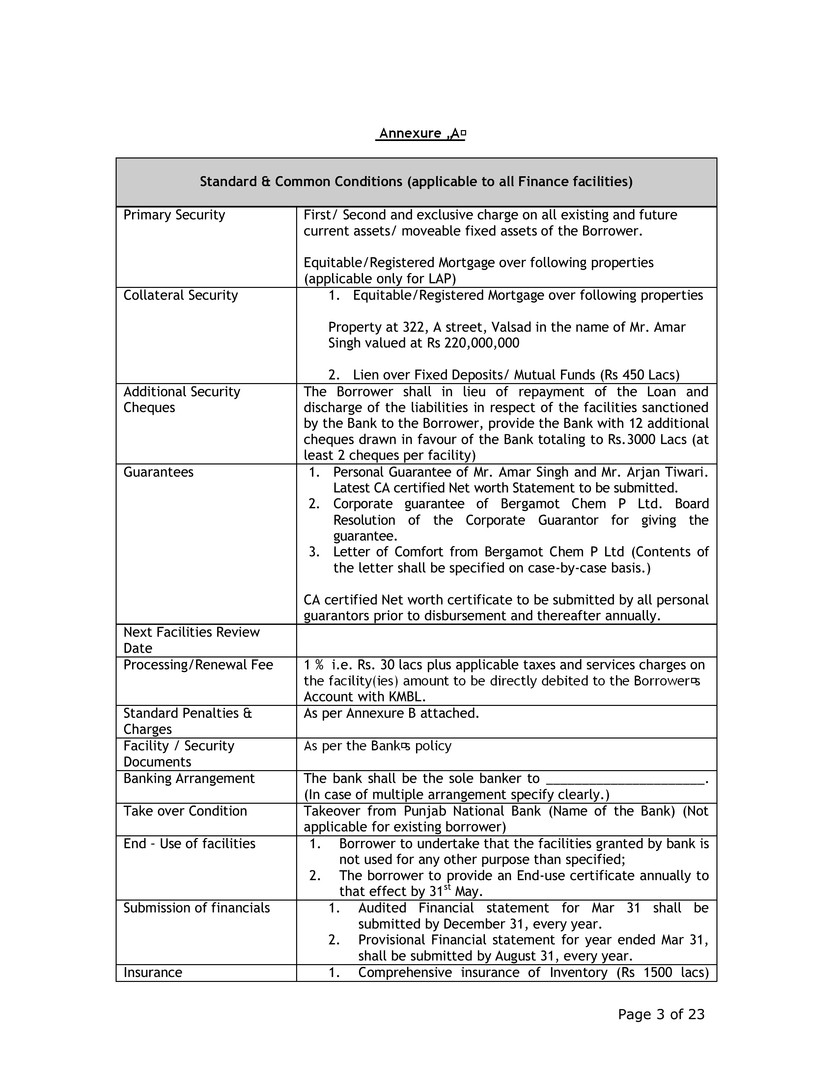 Annexure ‚A¤
Standard & Common Conditions (applicable to all Finance facilities)
Primary Security
First/ Second and exclusive charge on all existing and future
current assets/ moveable fixed assets of the Borrower.
Equitable/Registered Mortgage over following properties
(applicable only for LAP)
Collateral Security
1. Equitable/Registered Mortgage over following properties
Property at 322, A street, Valsad in the name of Mr. Amar
Singh valued at Rs 220,000,000
2. Lien over Fixed Deposits/ Mutual Funds (Rs 450 Lacs)
Additional Security
Cheques
The Borrower shall in lieu of repayment of the Loan and
discharge of the liabilities in respect of the facilities sanctioned
by the Bank to the Borrower, provide the Bank with 12 additional
cheques drawn in favour of the Bank totaling to Rs.3000 Lacs (at
least 2 cheques per facility)
Guarantees
1. Personal Guarantee of Mr. Amar Singh and Mr. Arjan Tiwari.
Latest CA certified Net worth Statement to be submitted.
2. Corporate guarantee of Bergamot Chem P Ltd. Board
Resolution of the Corporate Guarantor for giving the
guarantee.
3. Letter of Comfort from Bergamot Chem P Ltd (Contents of
the letter shall be specified on case-by-case basis.)
CA certified Net worth certificate to be submitted by all personal
guarantors prior to disbursement and thereafter annually.
Next Facilities Review
Date
Processing/Renewal Fee
1 % i.e. Rs. 30 lacs plus applicable taxes and services charges on
the facility(ies) amount to be directly debited to the Borrower¤s
Account with KMBL.
Standard Penalties &
Charges
As per Annexure B attached.
Facility / Security
Documents
As per the Bank¤s policy
Banking Arrangement
The bank shall be the sole banker to ______________________.
(In case of multiple arrangement specify clearly.)
Take over Condition
Takeover from Punjab National Bank (Name of the Bank) (Not
applicable for existing borrower)
End - Use of facilities
1. Borrower to undertake that the facilities granted by bank is
not used for any other purpose than specified;
2. The borrower to provide an End-use certificate annually to
that effect by 31st May.
Submission of financials
1. Audited Financial statement for Mar 31 shall be
submitted by December 31, every year.
2. Provisional Financial statement for year ended Mar 31,
shall be submitted by August 31, every year.
Insurance
1. Comprehensive insurance of Inventory (Rs 1500 lacs)
Page 3 of 23